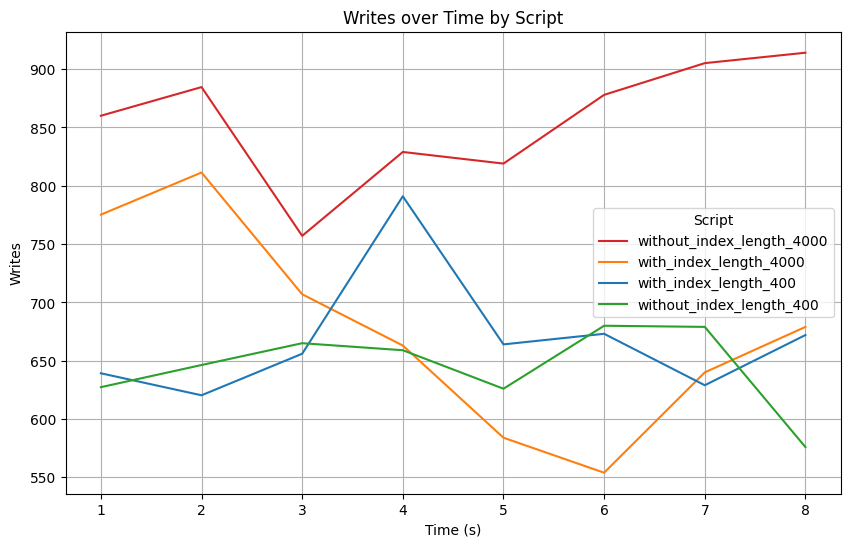 Writes over Time by Script
Writes
900
850
800
750
700
650
600
550
Script
without_index_length_4000
with_index_length_4000
with_index_length_400
without_index_length_400
1 2 3 4 5 6 7 8
Time (s)